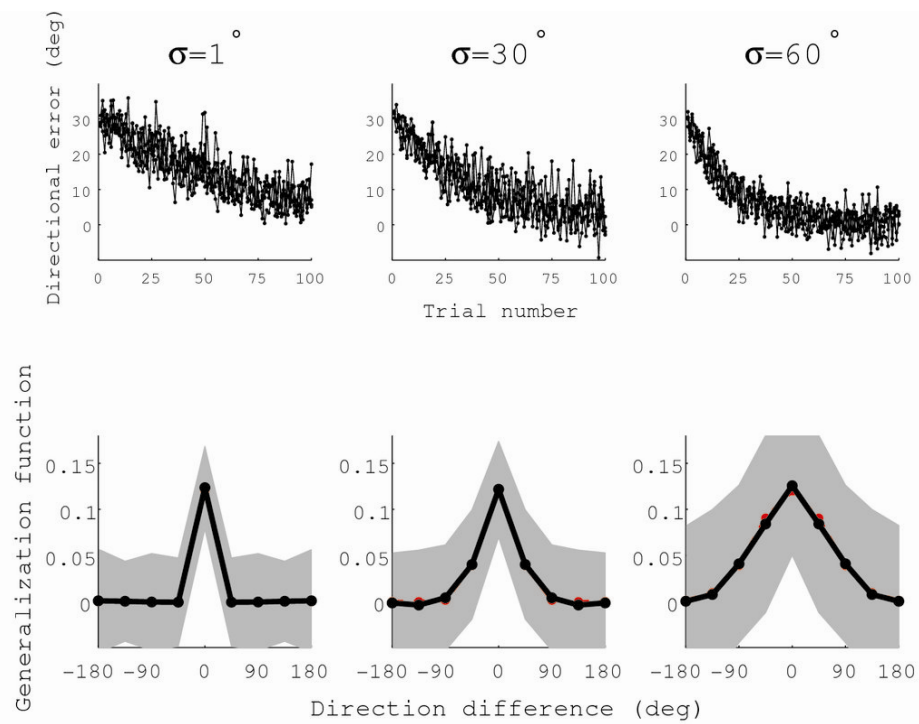 σ=1° σ=30° σ=60°
Directional error (deg)
30 30 30
20 20 20
10 10 10
0 0 0
0 25 50 75 100 0 25 50 75 100 0 25 50 75 100
Trial number
Generalization function
0.15 0.15 0.15
0.1 0.1 0.1
0.05 0.05 0.05
0 0 0
-180 -90 0 90 180 -180 -90 0 90 180 -180 -90 0 90 180
Direction difference (deg)